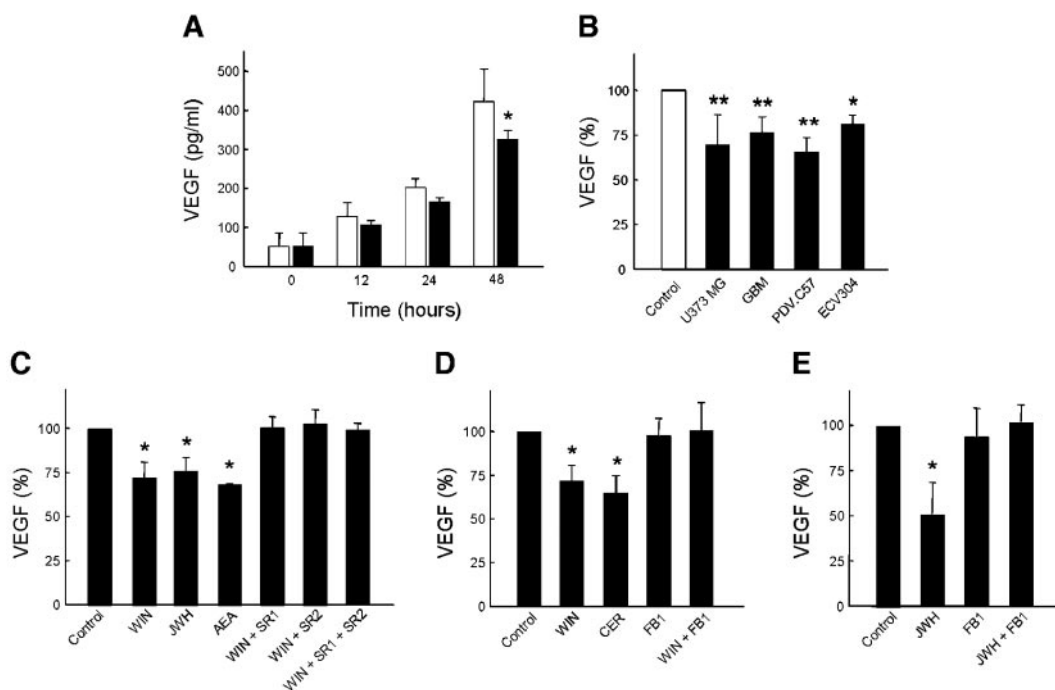 A
VEGF (pg/ml)
500
400
300
200
100
0
*
0 12 24 48
Time (hours)
B
VEGF (%)
100
75
50
25
0
** ** ** *
Control U373 MG GBM PDV.C57 ECV304
C
VEGF (%)
100
75
50
25
0
* * *
Control WIN JWH AEA WIN + SR1 WIN + SR2 WIN + SR1 + SR2
D
VEGF (%)
100
75
50
25
0
* *
Control WIN CER FB1 WIN + FB1
E
VEGF (%)
100
75
50
25
0
*
Control JWH FB1 JWH + FB1